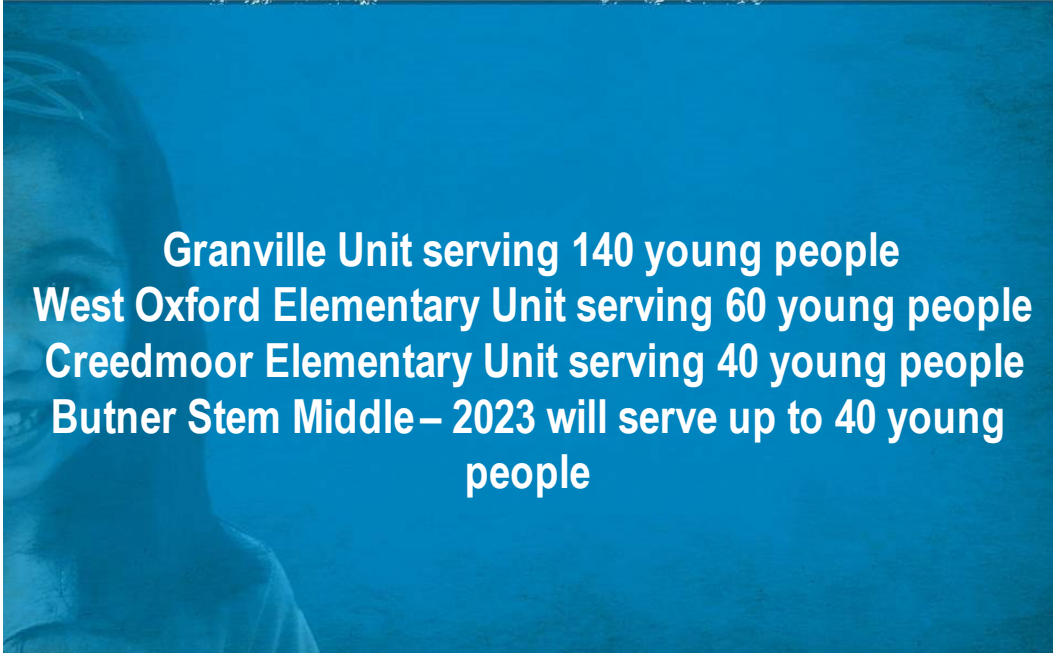 Granville Unit serving 140 young people
West Oxford Elementary Unit serving 60 young people
Creedmoor Elementary Unit serving 40 young people
Butner Stem Middle – 2023 will serve up to 40 young
people